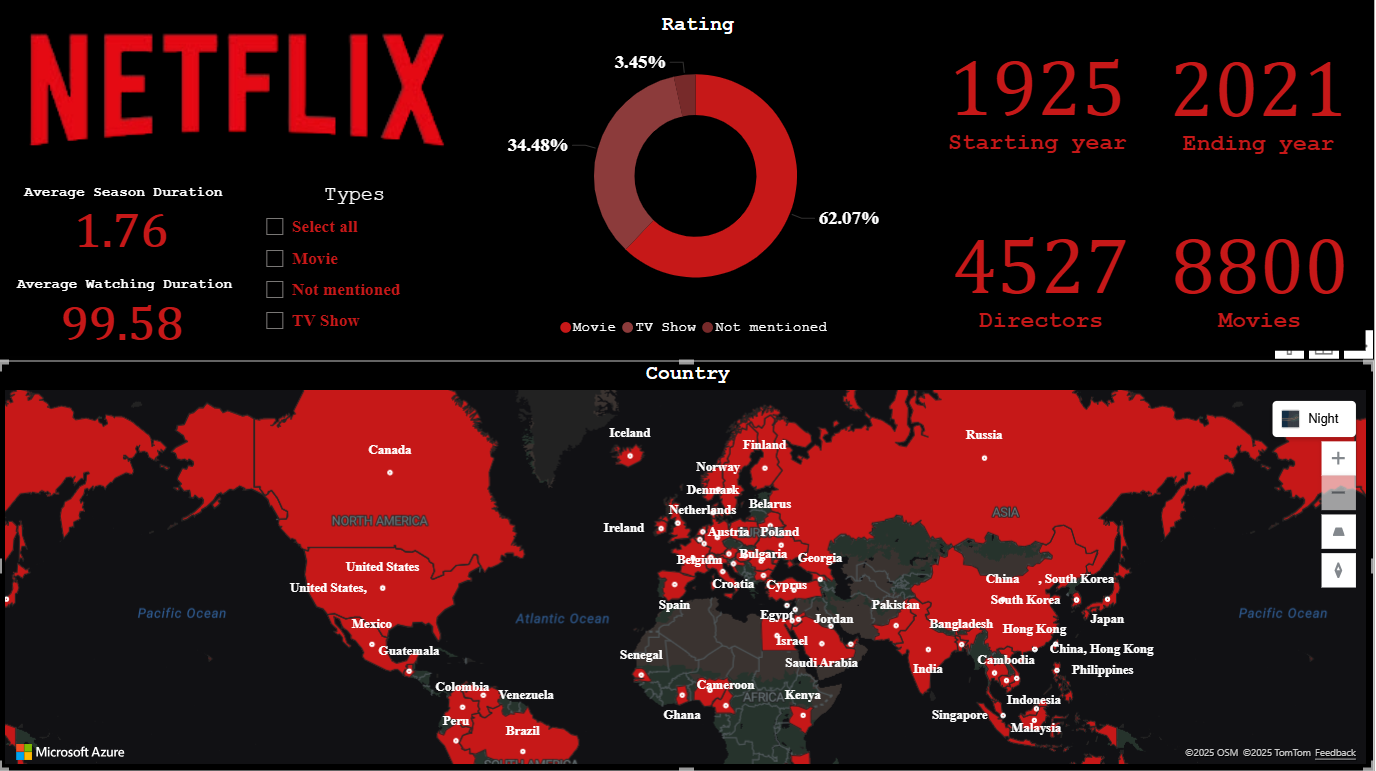 NETFLIX
Rating
3.45%
34.48%
62.07%
Movie TV Show Not mentioned
1925
Starting year
2021
Ending year
4527
Directors
8800
Movies
Average Season Duration
1.76
Average Watching Duration
99.58
Types
Select all
Movie
Not mentioned
TV Show
Country
Night
Iceland
Canada
Russia
Finland
Norway
Denmark
Belarus
Netherlands
NORTH AMERICA
ASIA
Ireland
Austria
Poland
Belgium
Bulgaria
Georgia
United States
United States,
Croatia
Cyprus
China
, South Korea
South Korea
Pacific Ocean
Atlantic Ocean
Spain
Pakistan
Pacific Ocean
Egypt
Jordan
Japan
Mexico
Bangladesh
Hong Kong
Israel
Guatemala
China, Hong Kong
Senegal
Saudi Arabia
India
Cambodia
Philippines
Colombia
Venezuela
Cameroon
AFRICA
Kenya
Indonesia
Peru
Ghana
Singapore
Malaysia
Brazil
Microsoft Azure
©2025 OSM ©2025 TomTom Feedback
SOUTH AMERICA